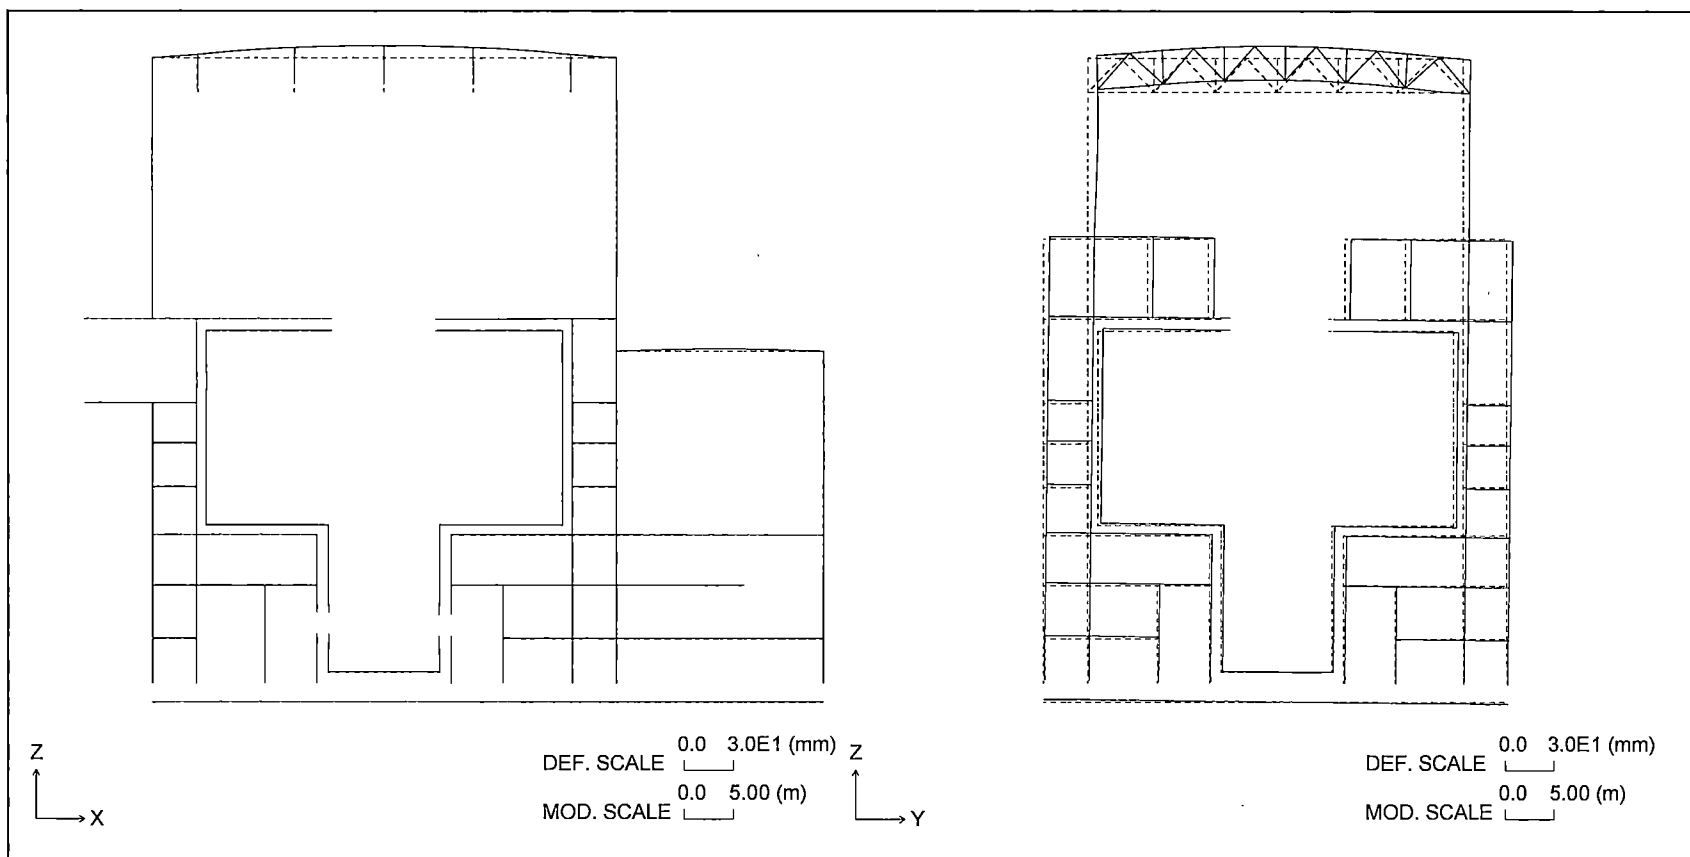 Z
X
0.0 3.0E1 (mm)
DEF. SCALE
0.0 5.00 (m)
MOD. SCALE
Z
Y
0.0 3.0E1 (mm)
DEF. SCALE
0.0 5.00 (m)
MOD. SCALE